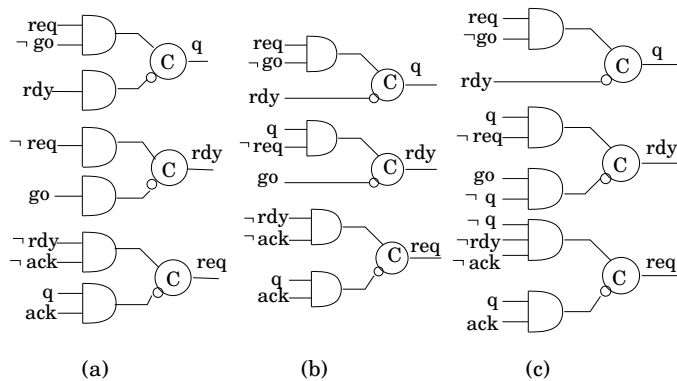 req
¬ go
q
C
rdy
¬ req
rdy
C
go
¬ rdy
¬ ack
req
C
q
ack
(a)
req
¬ go
q
C
rdy
q
¬ req
rdy
C
go
¬ rdy
¬ ack
req
C
q
ack
(b)
req
¬go
q
C
rdy
q
¬ req
rdy
C
go
¬ q
¬ q
¬rdy
¬ ack
req
C
q
ack
(c)